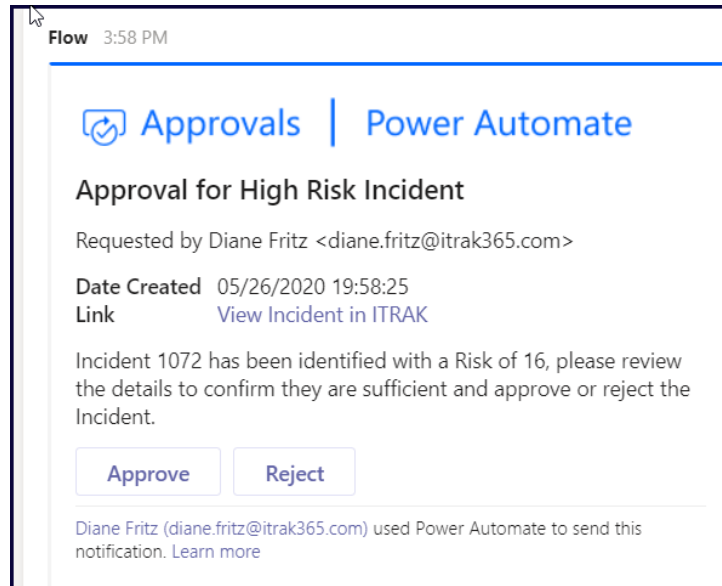 Flow 3:58 PM
Approvals | Power Automate
Approval for High Risk Incident
Requested by Diane Fritz <diane.fritz@itrak365.com>
Date Created 05/26/2020 19:58:25
Link View Incident in ITRAK
Incident 1072 has been identified with a Risk of 16, please review
the details to confirm they are sufficient and approve or reject the
Incident.
Approve Reject
Diane Fritz (diane.fritz@itrak365.com) used Power Automate to send this
notification. Learn more